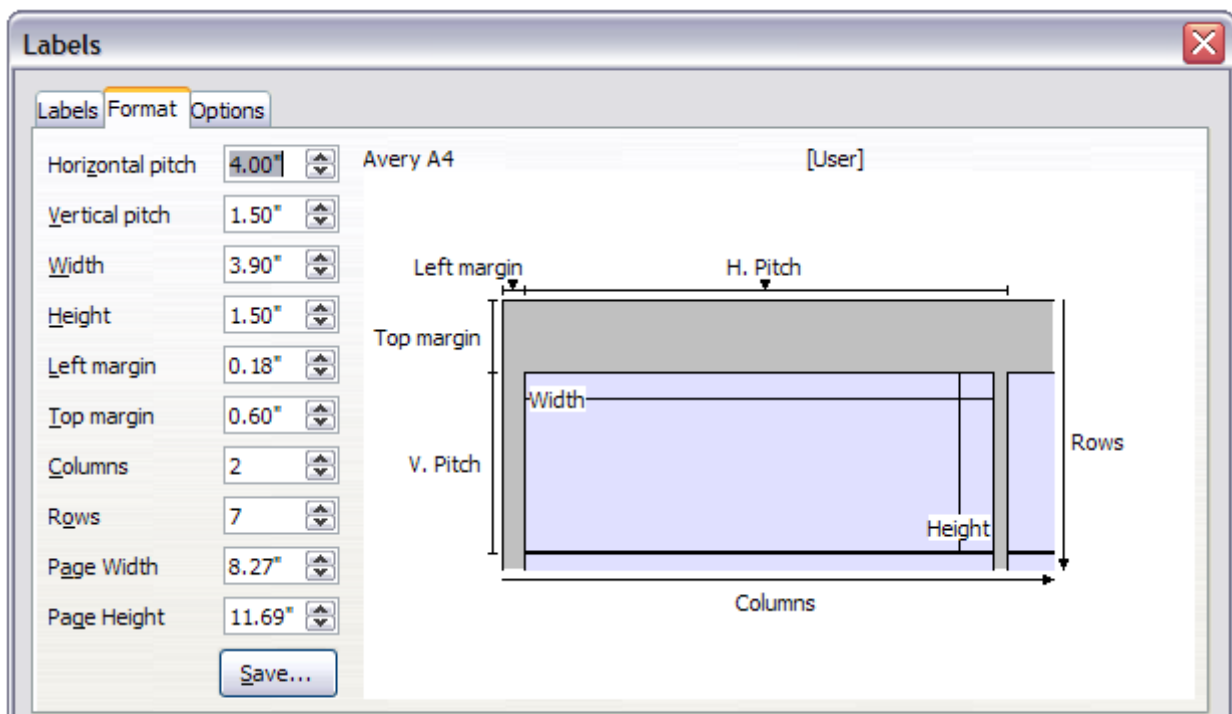 Labels
Labels Format Options
Horizontal pitch 4.00" Avery A4 [User]
Vertical pitch 1.50"
Width 3.90" Left margin H. Pitch
Height 1.50" Top margin
Left margin 0.18"
Top margin 0.60" Width
Columns 2 V. Pitch Rows
Rows 7 Height
Page Width 8.27"
Page Height 11.69" Columns
Save...